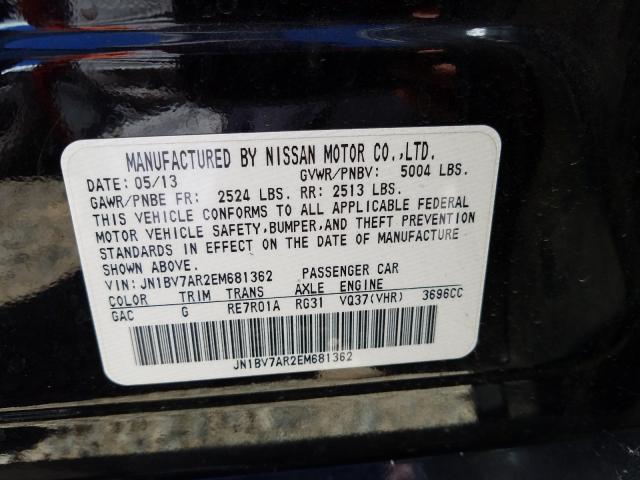 MANUFACTURED BY NISSAN MOTOR CO.,LTD.
DATE: 05/13 GVWR/PNBV: 5004 LBS.
GAWR/PNBE FR: 2524 LBS. RR: 2513 LBS.
THIS VEHICLE CONFORMS TO ALL APPLICABLE FEDERAL
MOTOR VEHICLE SAFETY, BUMPER, AND THEFT PREVENTION
STANDARDS IN EFFECT ON THE DATE OF MANUFACTURE
SHOWN ABOVE.
VIN: JN1BV7AR2EM681362 PASSENGER CAR
COLOR TRIM TRANS AXLE ENGINE
GAC G RE7R01A RG31 VQ37(VHR) 3696CC
JN1BV7AR2EM681362